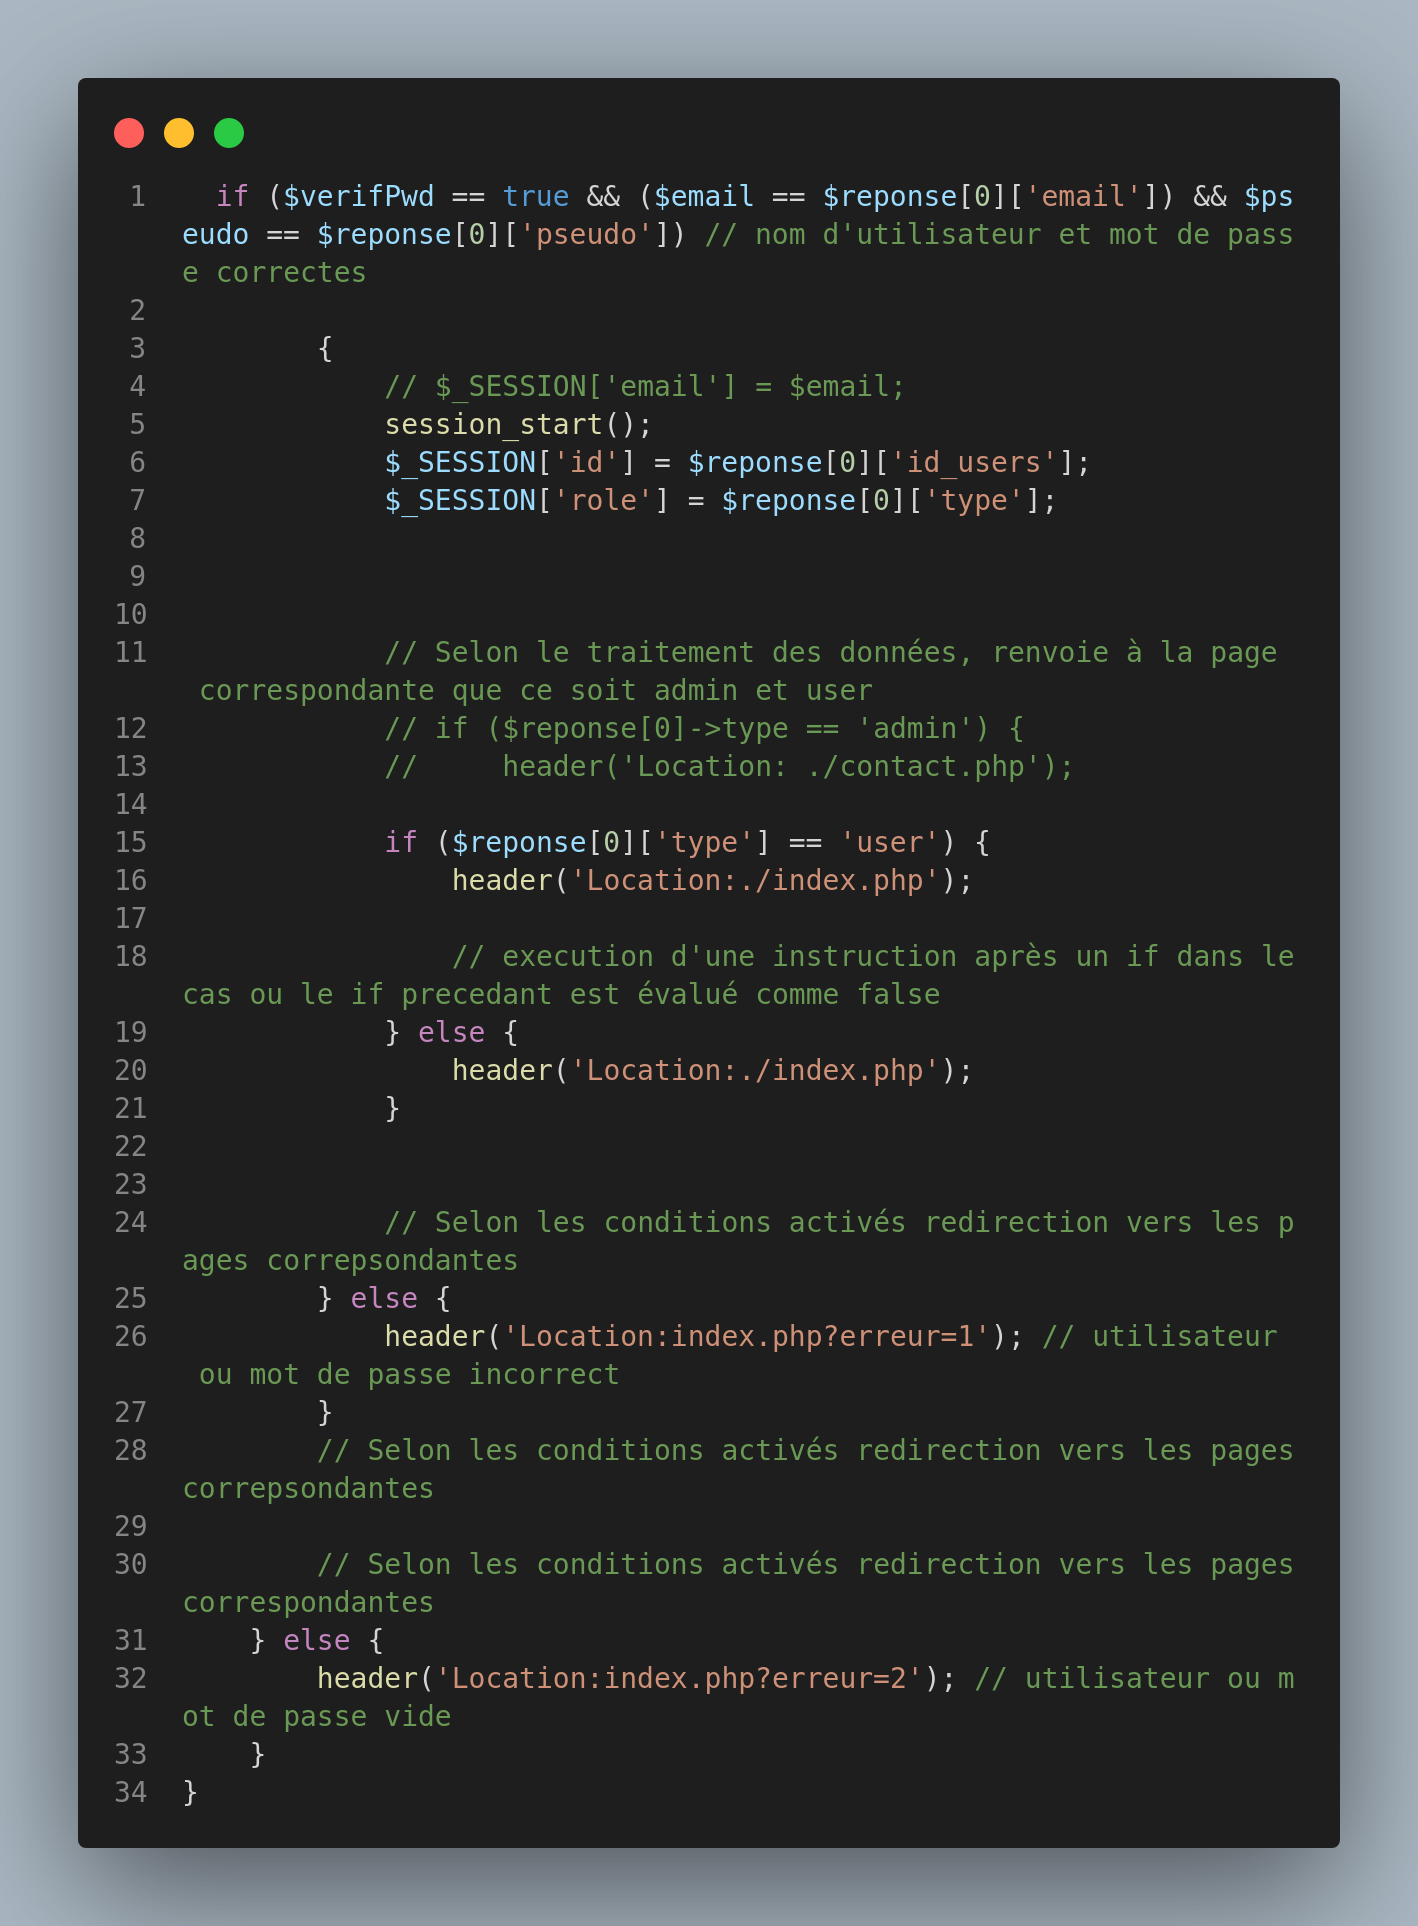 1   if ($verifPwd == true && ($email == $reponse[0]['email']) && $ps
eudo == $reponse[0]['pseudo']) // nom d'utilisateur et mot de pass
e correctes
2
3         {
4             // $_SESSION['email'] = $email;
5             session_start();
6             $_SESSION['id'] = $reponse[0]['id_users'];
7             $_SESSION['role'] = $reponse[0]['type'];
8
9
10
11             // Selon le traitement des données, renvoie à la page
 correspondante que ce soit admin et user
12             // if ($reponse[0]->type == 'admin') {
13             //     header('Location: ./contact.php');
14
15             if ($reponse[0]['type'] == 'user') {
16                 header('Location:./index.php');
17
18                 // execution d'une instruction après un if dans le
cas ou le if precedant est évalué comme false
19             } else {
20                 header('Location:./index.php');
21             }
22
23
24             // Selon les conditions activés redirection vers les p
ages correpsondantes
25         } else {
26             header('Location:index.php?erreur=1'); // utilisateur
 ou mot de passe incorrect
27         }
28         // Selon les conditions activés redirection vers les pages
correpsondantes
29
30         // Selon les conditions activés redirection vers les pages
correspondantes
31     } else {
32         header('Location:index.php?erreur=2'); // utilisateur ou m
ot de passe vide
33     }
34 }